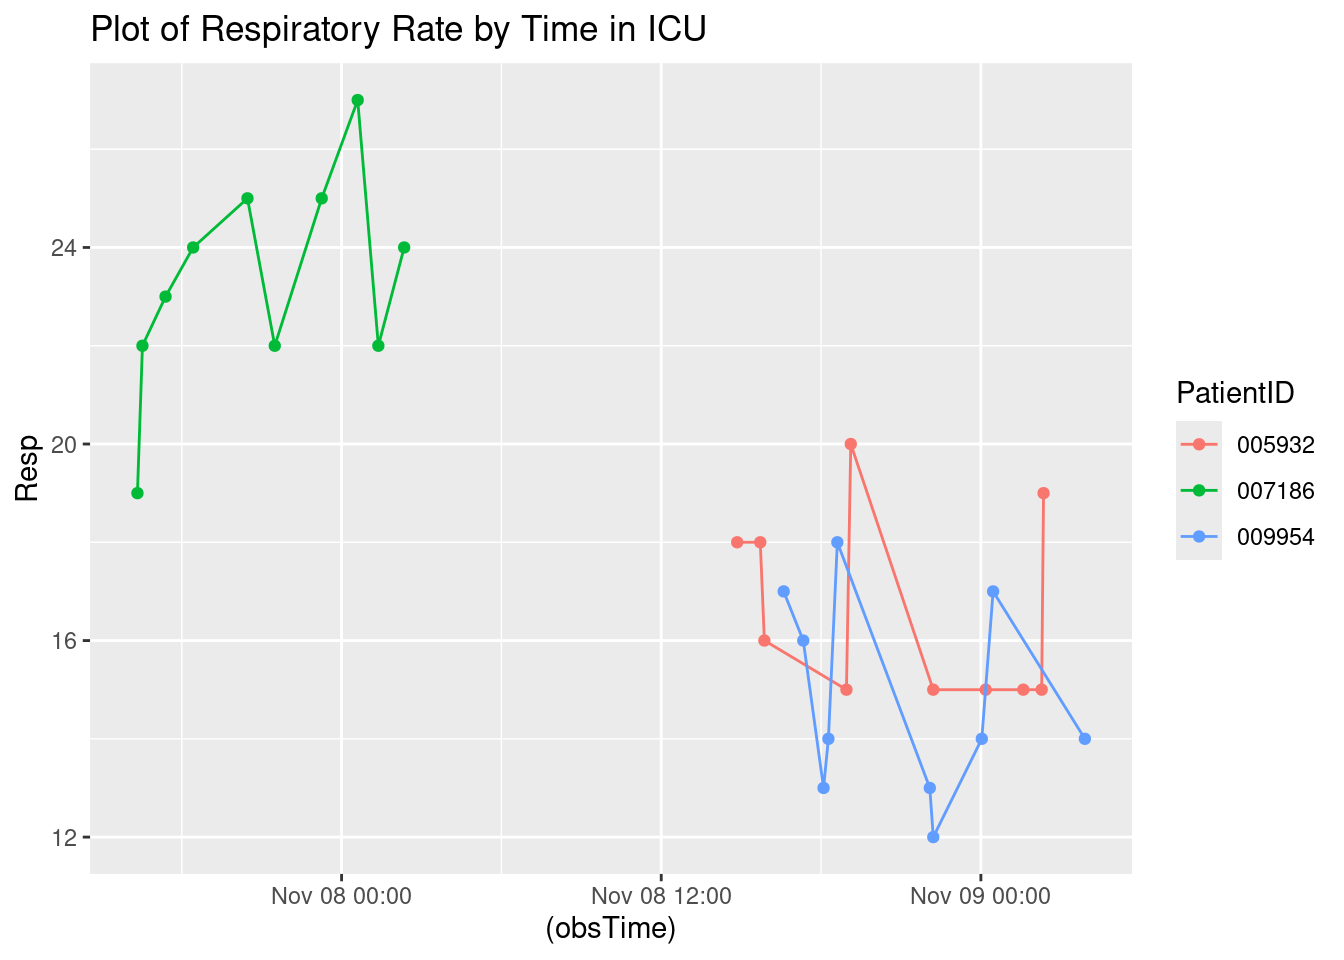 Plot of Respiratory Rate by Time in ICU
24
20
16
12
Resp
Nov 08 00:00
Nov 08 12:00
Nov 09 00:00
(obsTime)
PatientID
005932
007186
009954